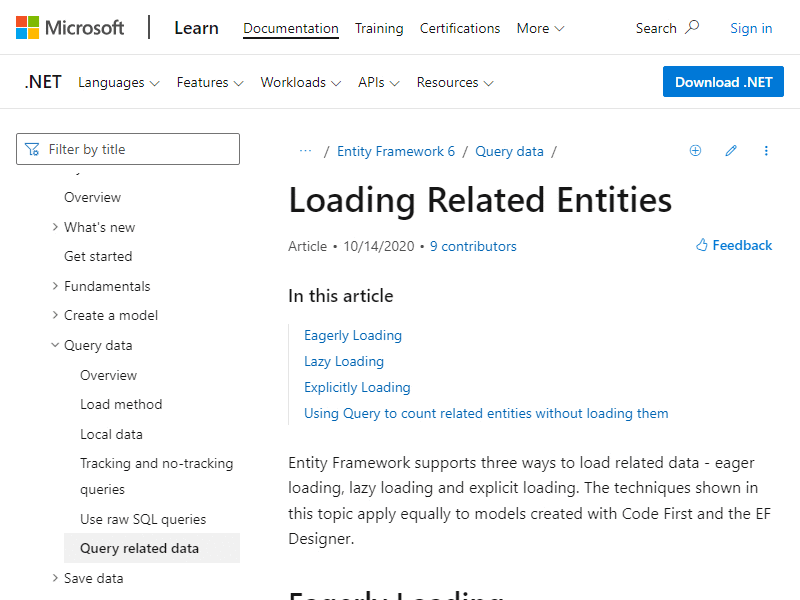 Microsoft Learn Documentation Training Certifications More Search Sign in
.NET Languages Features Workloads APIs Resources Download .NET
Filter by title
Overview
What's new
Get started
Fundamentals
Create a model
Query data
Overview
Load method
Local data
Tracking and no-tracking
queries
Use raw SQL queries
Query related data
Save data
··· / Entity Framework 6 / Query data /
Loading Related Entities
Article • 10/14/2020 • 9 contributors
Feedback
In this article
Eagerly Loading
Lazy Loading
Explicitly Loading
Using Query to count related entities without loading them
Entity Framework supports three ways to load related data - eager
loading, lazy loading and explicit loading. The techniques shown in
this topic apply equally to models created with Code First and the EF
Designer.
Eagerly Loading